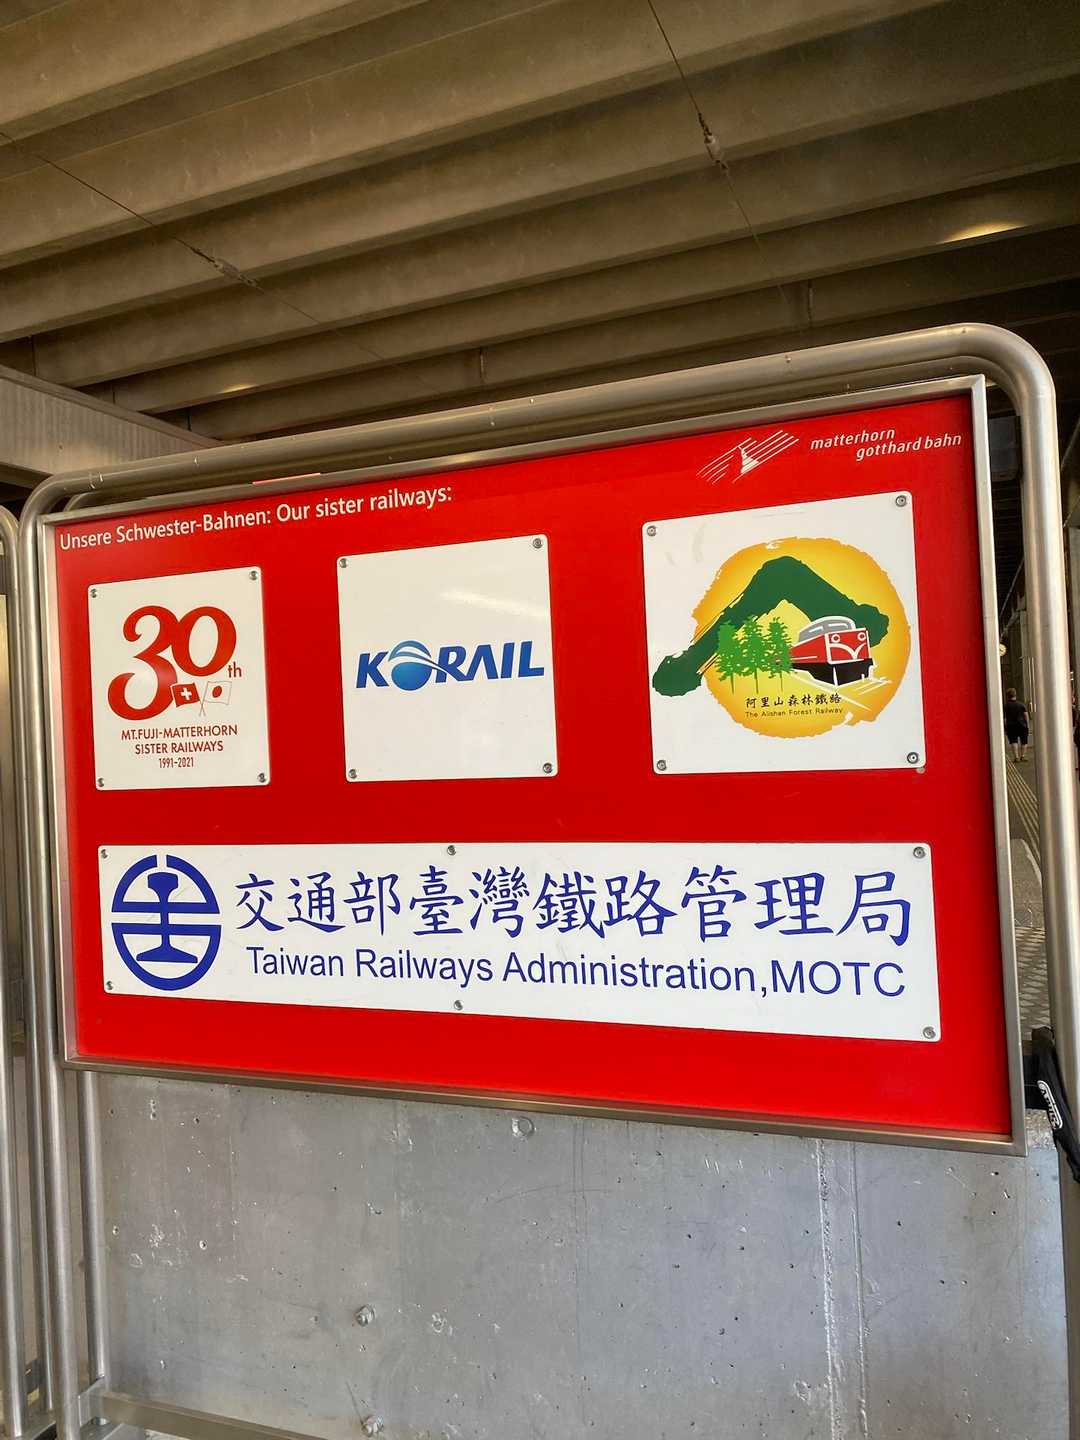 matterhorn
gotthard bahn
Unsere Schwester-Bahnen: Our sister railways:
30th
MT.FUJI-MATTERHORN
SISTER RAILWAYS
1991-2021
KORAIL
阿里山森林鐵路
The Alishan Forest Railway
交通部臺灣鐵路管理局
Taiwan Railways Administration,MOTC